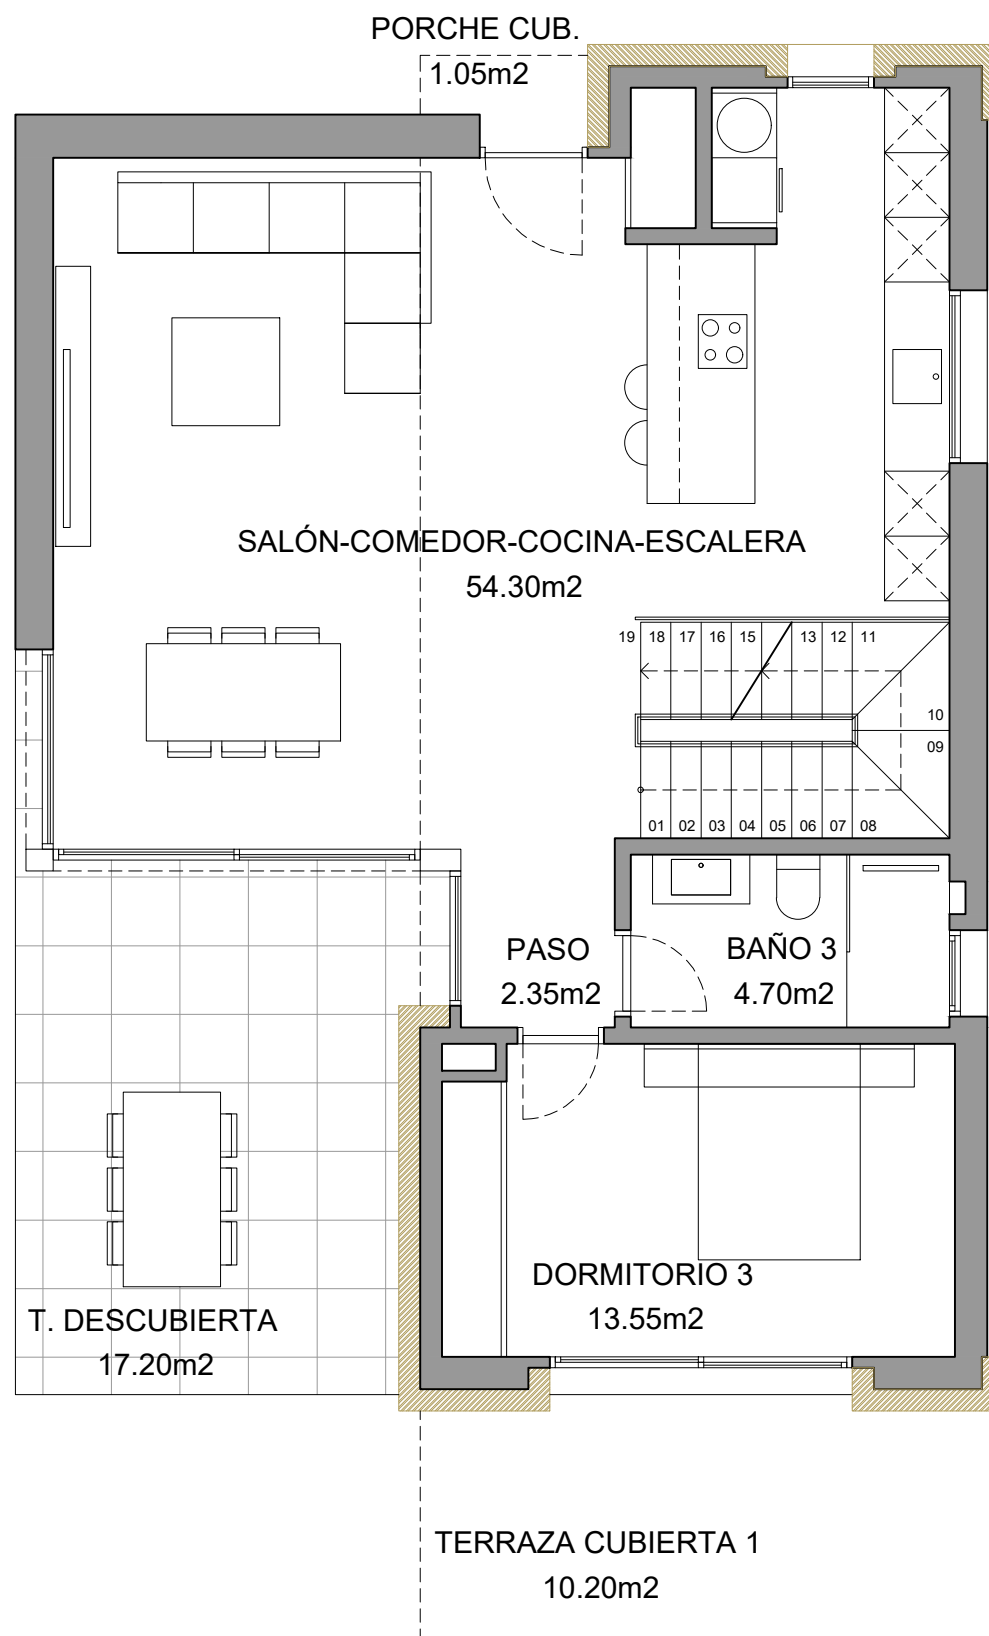 PORCHE CUB.
1.05m2
SALÓN-COMEDOR-COCINA-ESCALERA
54.30m2
19 18 17 16 15 13 12 11
10
09
01 02 03 04 05 06 07 08
PASO
2.35m2
BAÑO 3
4.70m2
DORMITORIO 3
13.55m2
T. DESCUBIERTA
17.20m2
TERRAZA CUBIERTA 1
10.20m2